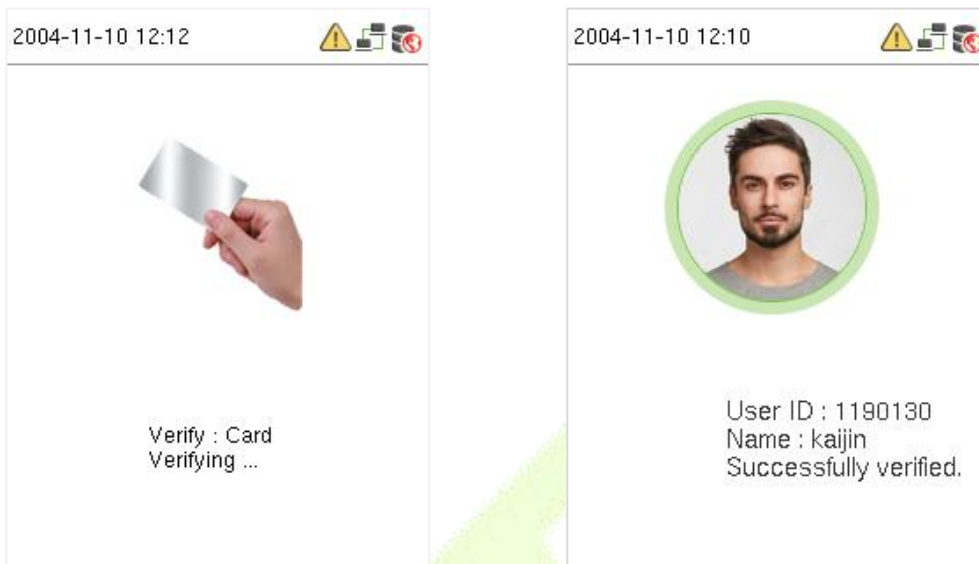 2004-11-10 12:12
Verify : Card
Verifying ...
2004-11-10 12:10
User ID : 1190130
Name : kaijin
Successfully verified.